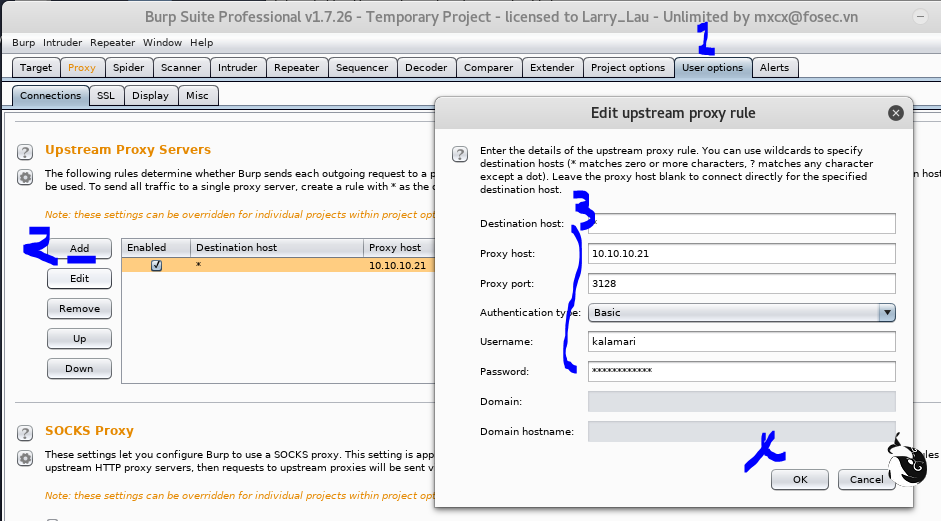 Burp Suite Professional v1.7.26 - Temporary Project - licensed to Larry_Lau - Unlimited by mxcx@fosec.vn
1
Burp Intruder Repeater Window Help
Target Proxy Spider Scanner Intruder Repeater Sequencer Decoder Comparer Extender Project options User options Alerts
Connections SSL Display Misc
Upstream Proxy Servers
The following rules determine whether Burp sends each outgoing request to a p
be used. To send all traffic to a single proxy server, create a rule with * as the
Note: these settings can be overridden for individual projects within project opt
2
Add
Edit
Remove
Up
Down
Enabled Destination host Proxy host
* 10.10.10.21
SOCKS Proxy
These settings let you configure Burp to use a SOCKS proxy. This setting is app
upstream HTTP proxy servers, then requests to upstream proxies will be sent v
Note: these settings can be overridden for individual projects within project opt
Edit upstream proxy rule
Enter the details of the upstream proxy rule. You can use wildcards to specify
destination hosts (* matches zero or more characters, ? matches any character
except a dot). Leave the proxy host blank to connect directly for the specified
destination host.
3
Destination host: *
Proxy host: 10.10.10.21
Proxy port: 3128
Authentication type: Basic
Username: kalamari
Password: ************
Domain:
Domain hostname:
OK Cancel